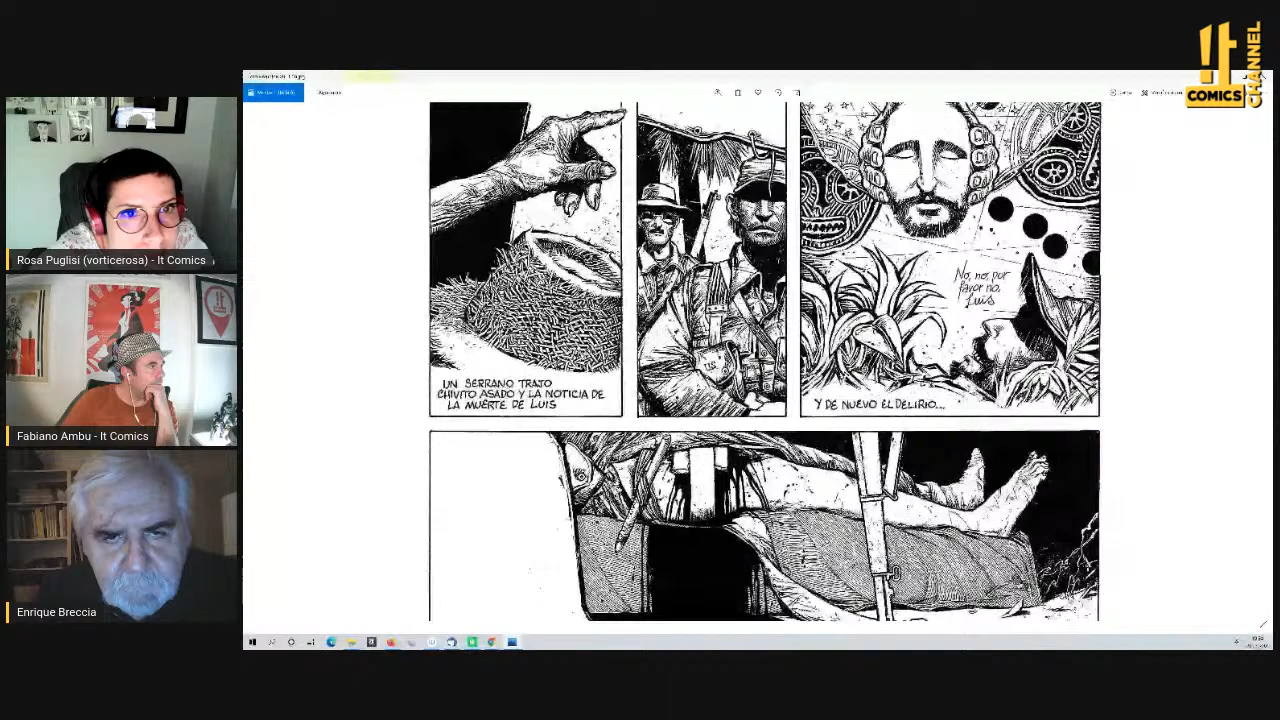 It
COMICS
CHANNEL
Rosa Puglisi (vorticerosa) - It Comics
Fabiano Ambu - It Comics
Enrique Breccia
UN SERRANO TRAJO
CHIVITO ASADO Y LA NOTICIA DE
LA MUERTE DE LUIS
No, no, por
favor no,
Luis
Y DE NUEVO EL DELIRIO...